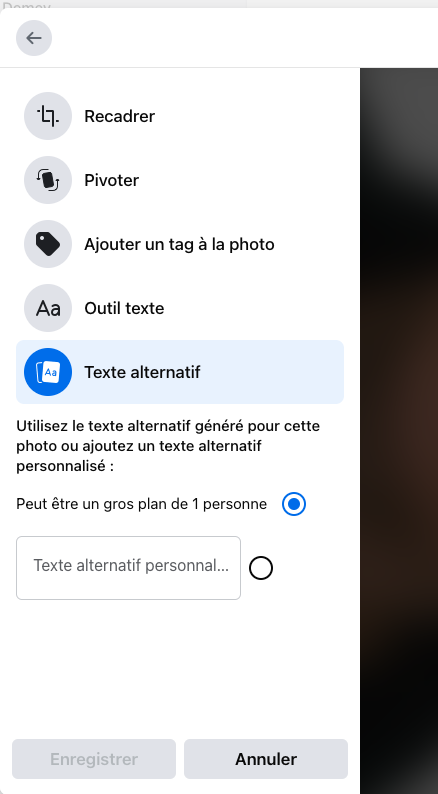 Recadrer
Pivoter
Ajouter un tag à la photo
Aa
Outil texte
Aa
Texte alternatif
Utilisez le texte alternatif généré pour cette
photo ou ajoutez un texte alternatif
personnalisé :
Peut être un gros plan de 1 personne
Texte alternatif personnal...
Enregistrer
Annuler